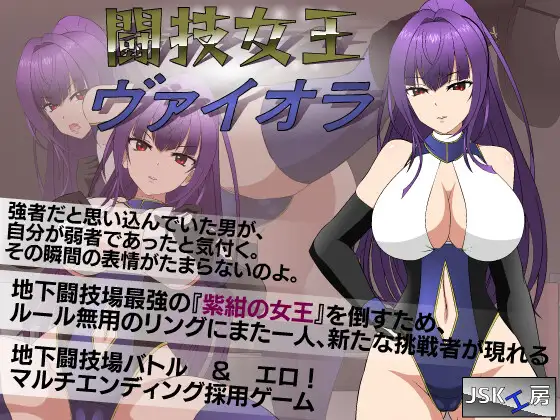 闘技女王
ヴァイオラ
強者だと思い込んでいた男が、
自分が弱者であったと気付く。
その瞬間の表情がたまらないのよ。
地下闘技場最強の『紫紺の女王』を倒すため、
ルール無用のリングにまた一人、新たな挑戦者が現れる
地下闘技場バトル ＆ エロ！
マルチエンディング採用ゲーム
JSK工房